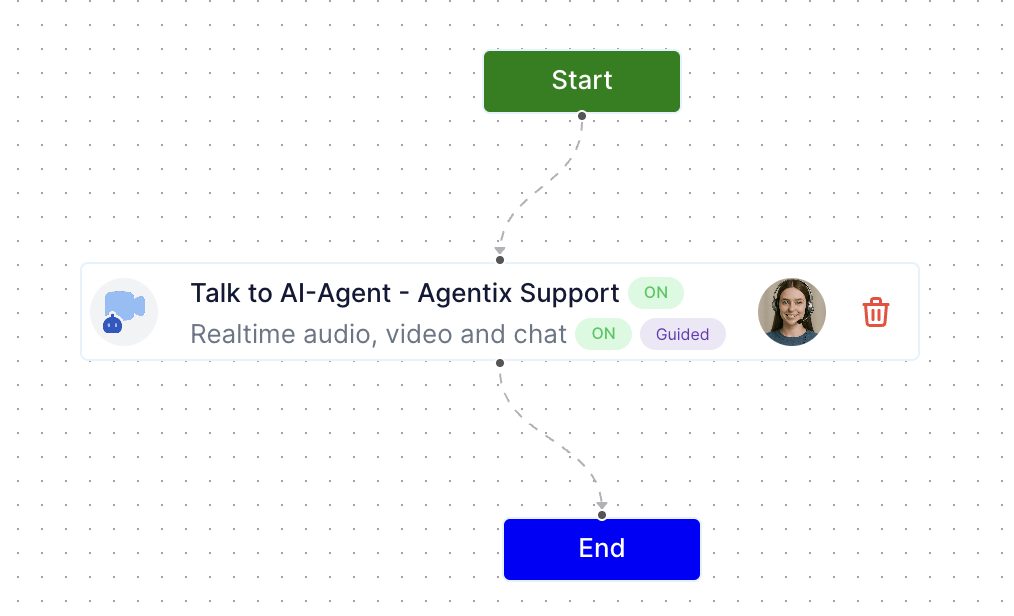 Start
Talk to AI-Agent - Agentix Support ON
Realtime audio, video and chat ON Guided
End